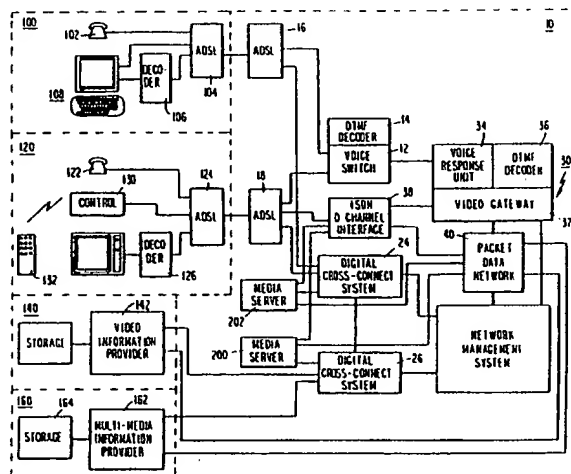 100
102
ADSL
104
DECO-
DER
106
108
ADSL
16
10
DTMF
DECODER
14
VOICE
SWITCH
12
34
36
VOICE
RESPONSE
UNIT
DTMF
DECODER
VIDEO GATEWAY
30
32
120
122
130
CONTROL
124
ADSL
18
ADSL
DECO
DER
126
132
ISDN
D CHANNEL
INTERFACE
38
40
PACKET
DATA
NETWORK
24
DIGITAL
CROSS-CONNECT
SYSTEM
MEDIA
SERVER
202
MEDIA
SERVER
200
DIGITAL
CROSS-CONNECT
SYSTEM
26
NETWORK
MANAGEMENT
SYSTEM
140
142
STORAGE
VIDEO
INFORMATION
PROVIDER
160
164
162
STORAGE
MULTI-MEDIA
INFORMATION
PROVIDER